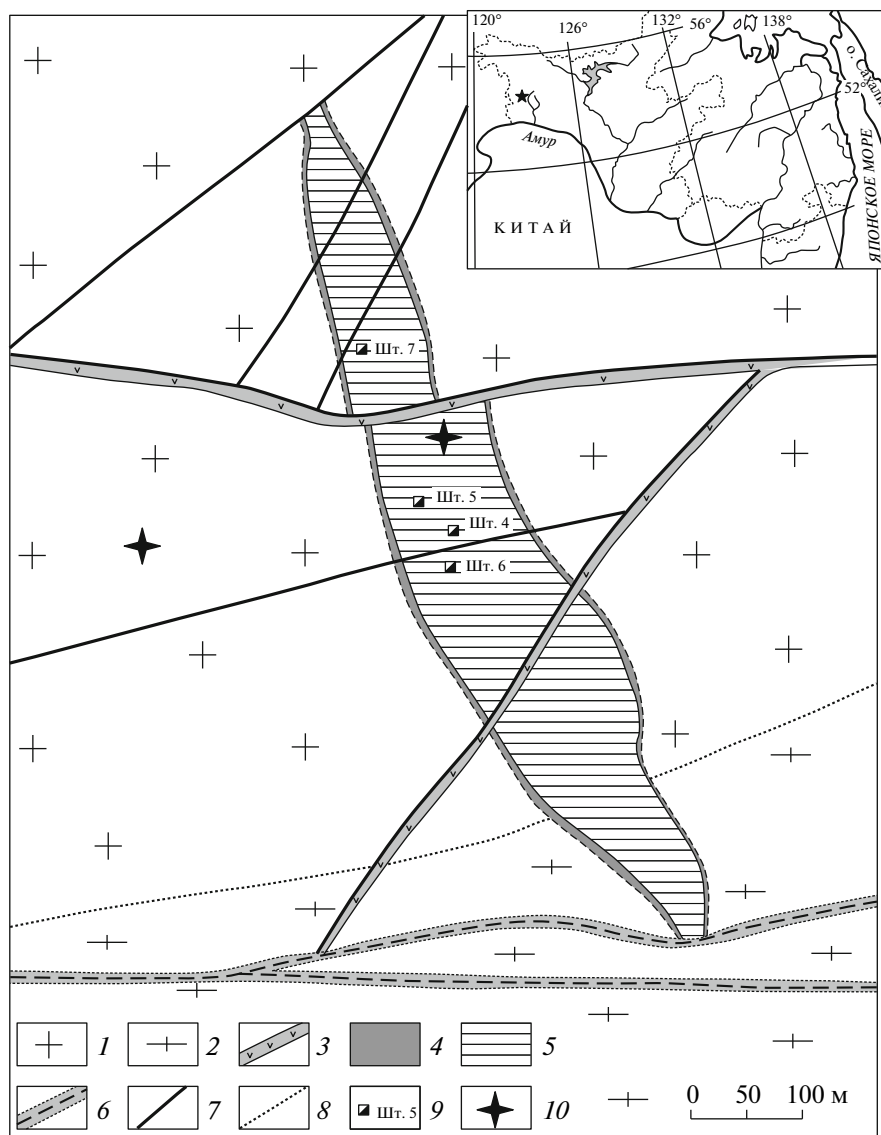 120°
126°
132°
56°
138°
о. Сахалин
52°
Амур
КИТАЙ
ЯПОНСКОЕ МОРЕ
Шт. 7
Шт. 5
Шт. 4
Шт. 6
1 2 3 4 5
6 7 8 Шт. 5 9 10 0 50 100 м